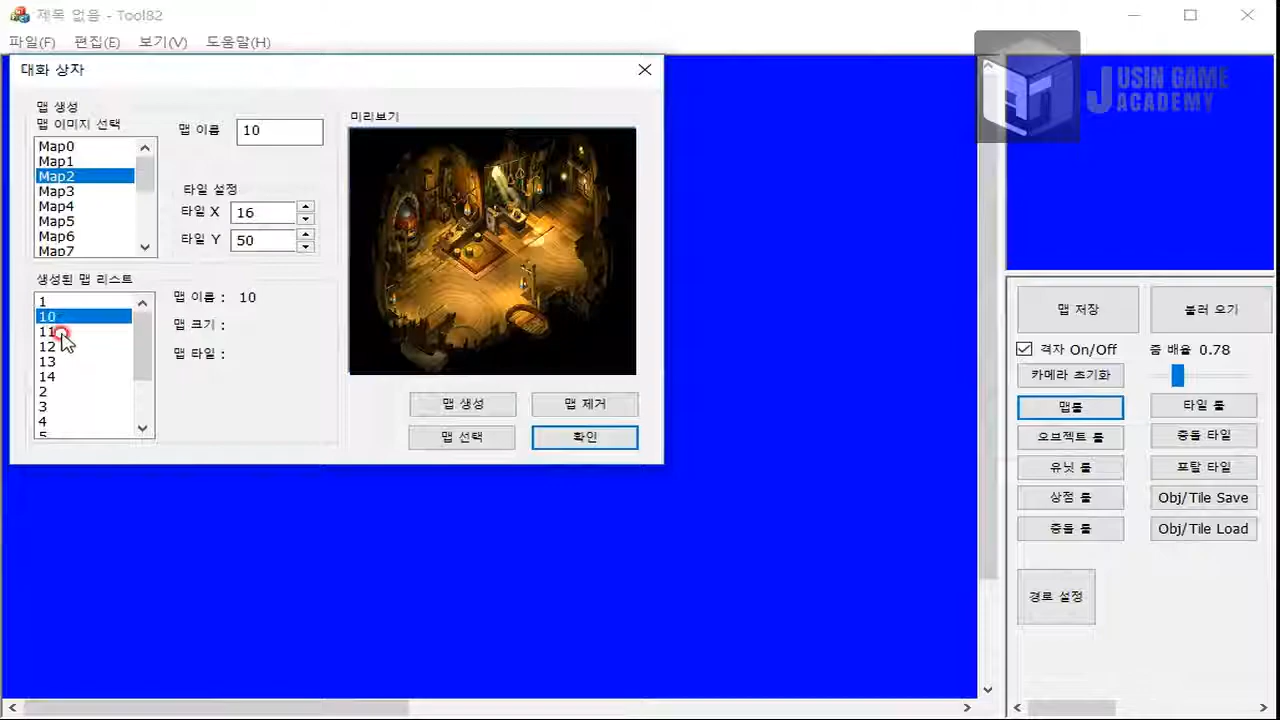 제목 없음 - Tool82
파일(F) 편집(E) 보기(V) 도움말(H)
대화 상자
JUSIN GAME
ACADEMY
맵 생성
맵 이미지 선택
Map0
Map1
Map2
Map3
Map4
Map5
Map6
Map7
맵 이름 10
타일 설정
타일 X 16
타일 Y 50
미리보기
생성된 맵 리스트
1
10
11
12
13
14
2
3
4
5
맵 이름 : 10
맵 크기 :
맵 타일 :
맵 생성 맵 제거
맵 선택 확인
맵 저장 불러 오기
격자 On/Off 줌 배율 0.78
카메라 초기화
맵툴 타일 툴
오브젝트 툴 충돌 타일
유닛 툴 포탈 타일
상점 툴 Obj/Tile Save
충돌 툴 Obj/Tile Load
경로 설정